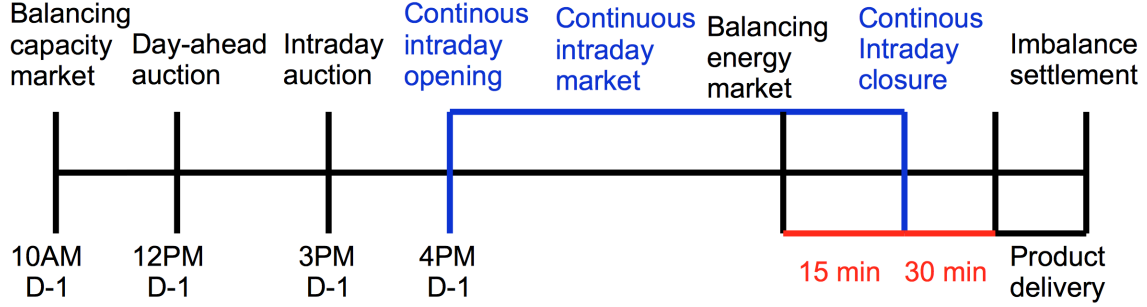 Balancing
capacity
market
Day-ahead
auction
Intraday
auction
Continous
intraday
opening
Continuous
intraday
market
Balancing
energy
market
Continous
Intraday
closure
Imbalance
settlement
10AM
D-1
12PM
D-1
3PM
D-1
4PM
D-1
15 min
30 min
Product
delivery